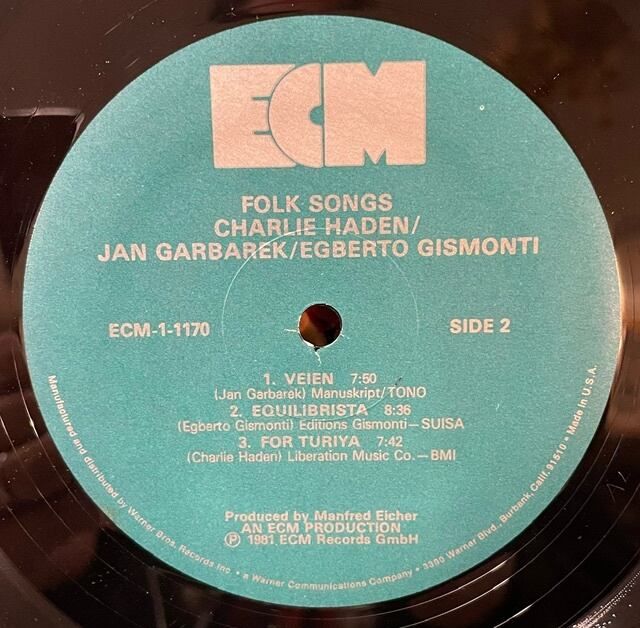 ECM
FOLK SONGS
CHARLIE HADEN/
JAN GARBAREK/EGBERTO GISMONTI
ECM-1-1170
SIDE 2
1. VEIEN 7:50
(Jan Garbarek) Manuskript/TONO
2. EQUILIBRISTA 8:36
(Egberto Gismonti) Editions Gismonti—SUISA
3. FOR TURIYA 7:42
(Charlie Haden) Liberation Music Co.—BMI
Produced by Manfred Eicher
AN ECM PRODUCTION
Ⓟ 1981 ECM Records GmbH
Manufactured and distributed by Warner Bros. Records Inc. • a Warner Communications Company • 3300 Warner Blvd., Burbank, Calif. 91510 • Made in U.S.A.